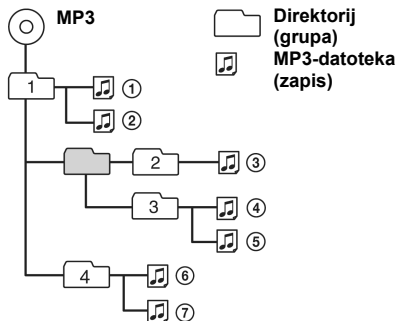 MP3
Direktorij
(grupa)
MP3-datoteka
(zapis)
1
①
②
2
③
3
④
⑤
4
⑥
⑦